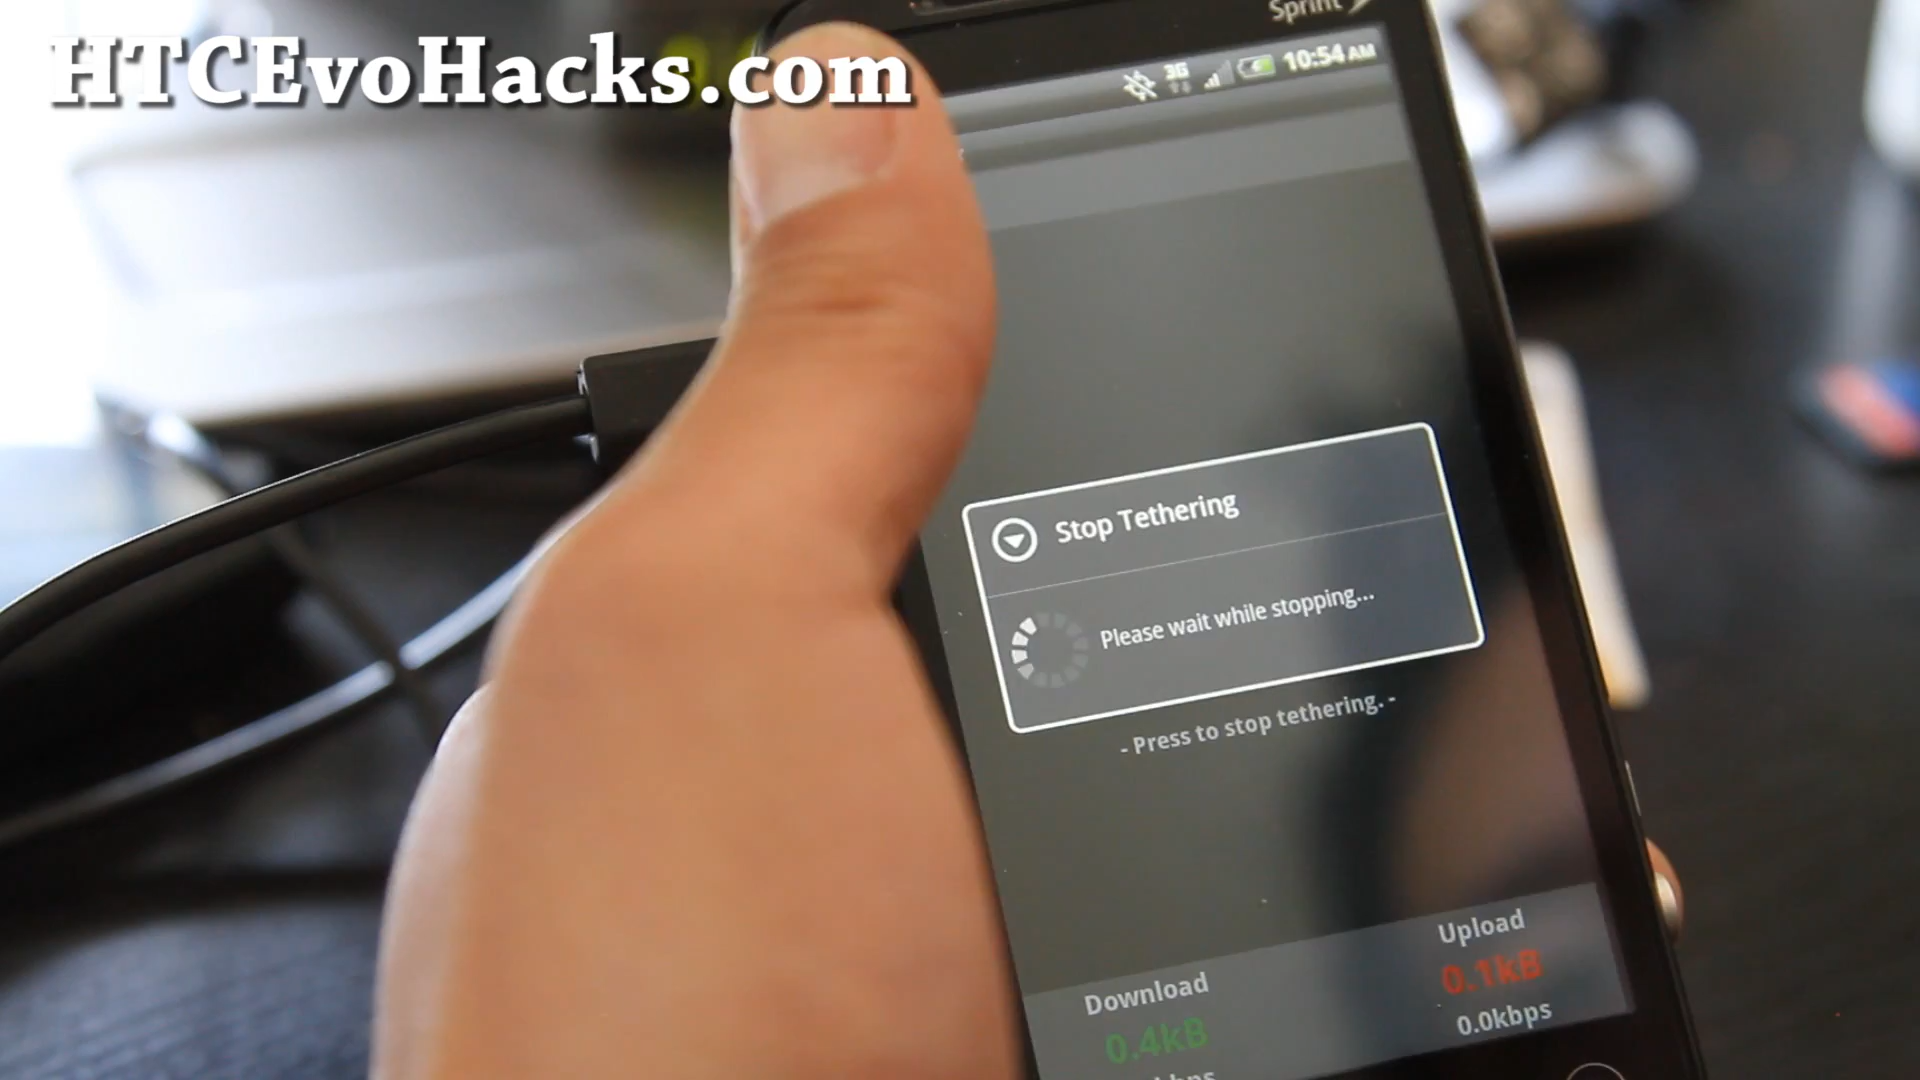 HTCEvoHacks.com
Sprint
3G 10:54 AM
Stop Tethering
Please wait while stopping...
- Press to stop tethering. -
Download
0.4kB
Upload
0.1kB
0.0kbps